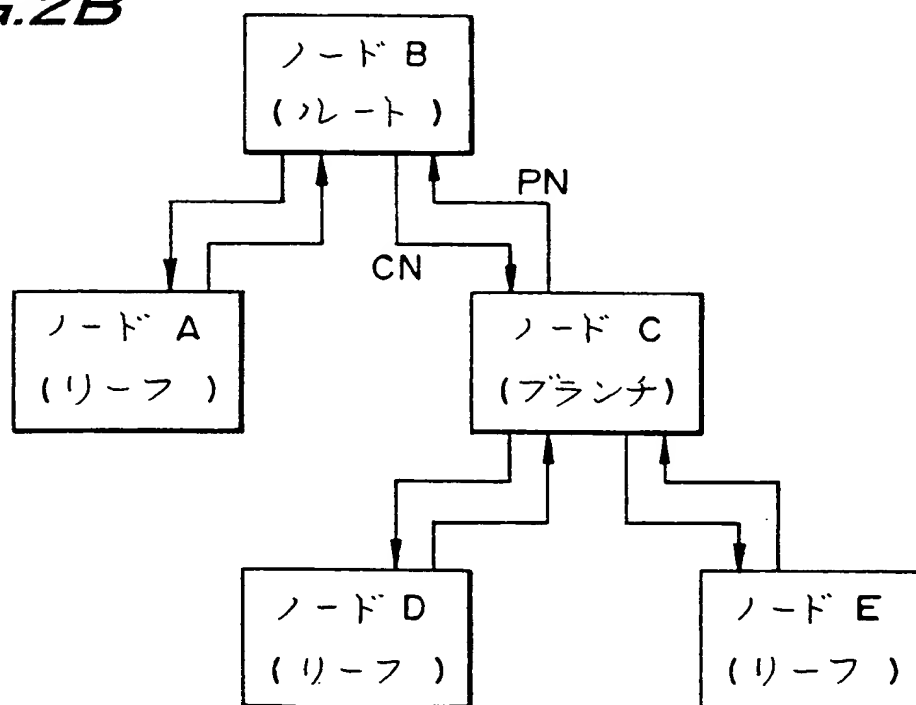 G.2B
ノード B
(ルート)
PN
CN
ノード A
(リーフ)
ノード C
(ブランチ)
ノード D
(リーフ)
ノード E
(リーフ)